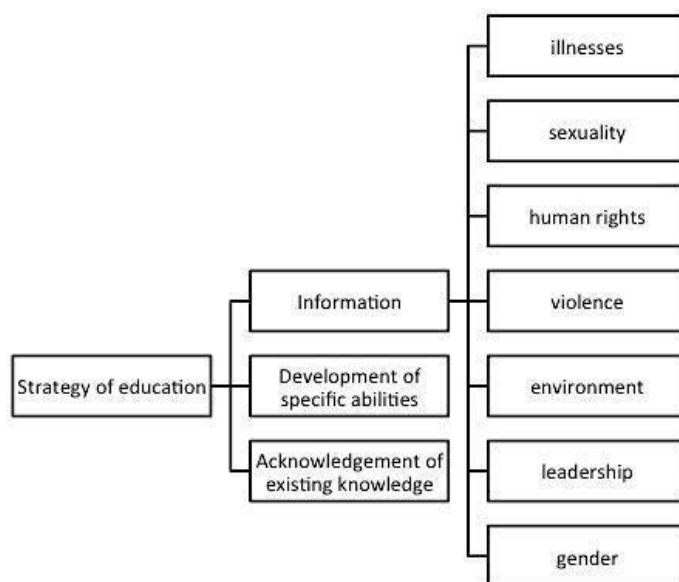 Strategy of education
Information
Development of
specific abilities
Acknowledgement of
existing knowledge
illnesses
sexuality
human rights
violence
environment
leadership
gender